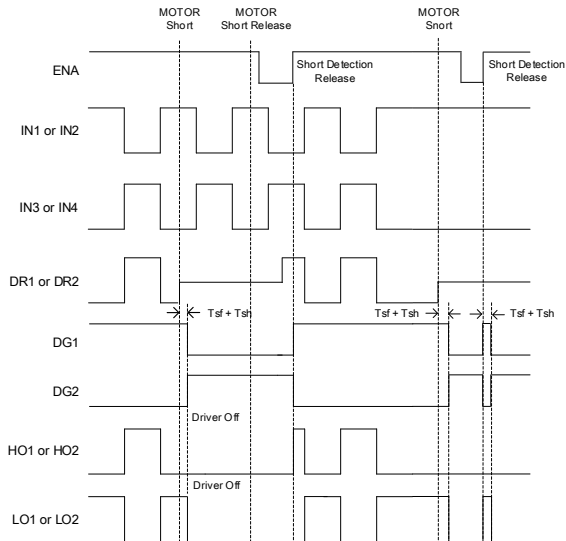 MOTOR
Short
MOTOR
Short Release
MOTOR
Snort
ENA
Short Detection
Release
Short Detection
Release
IN1 or IN2
IN3 or IN4
DR1 or DR2
Tsf + Tsh
Tsf + Tsh
Tsf + Tsh
DG1
DG2
Driver Off
HO1 or HO2
Driver Off
LO1 or LO2